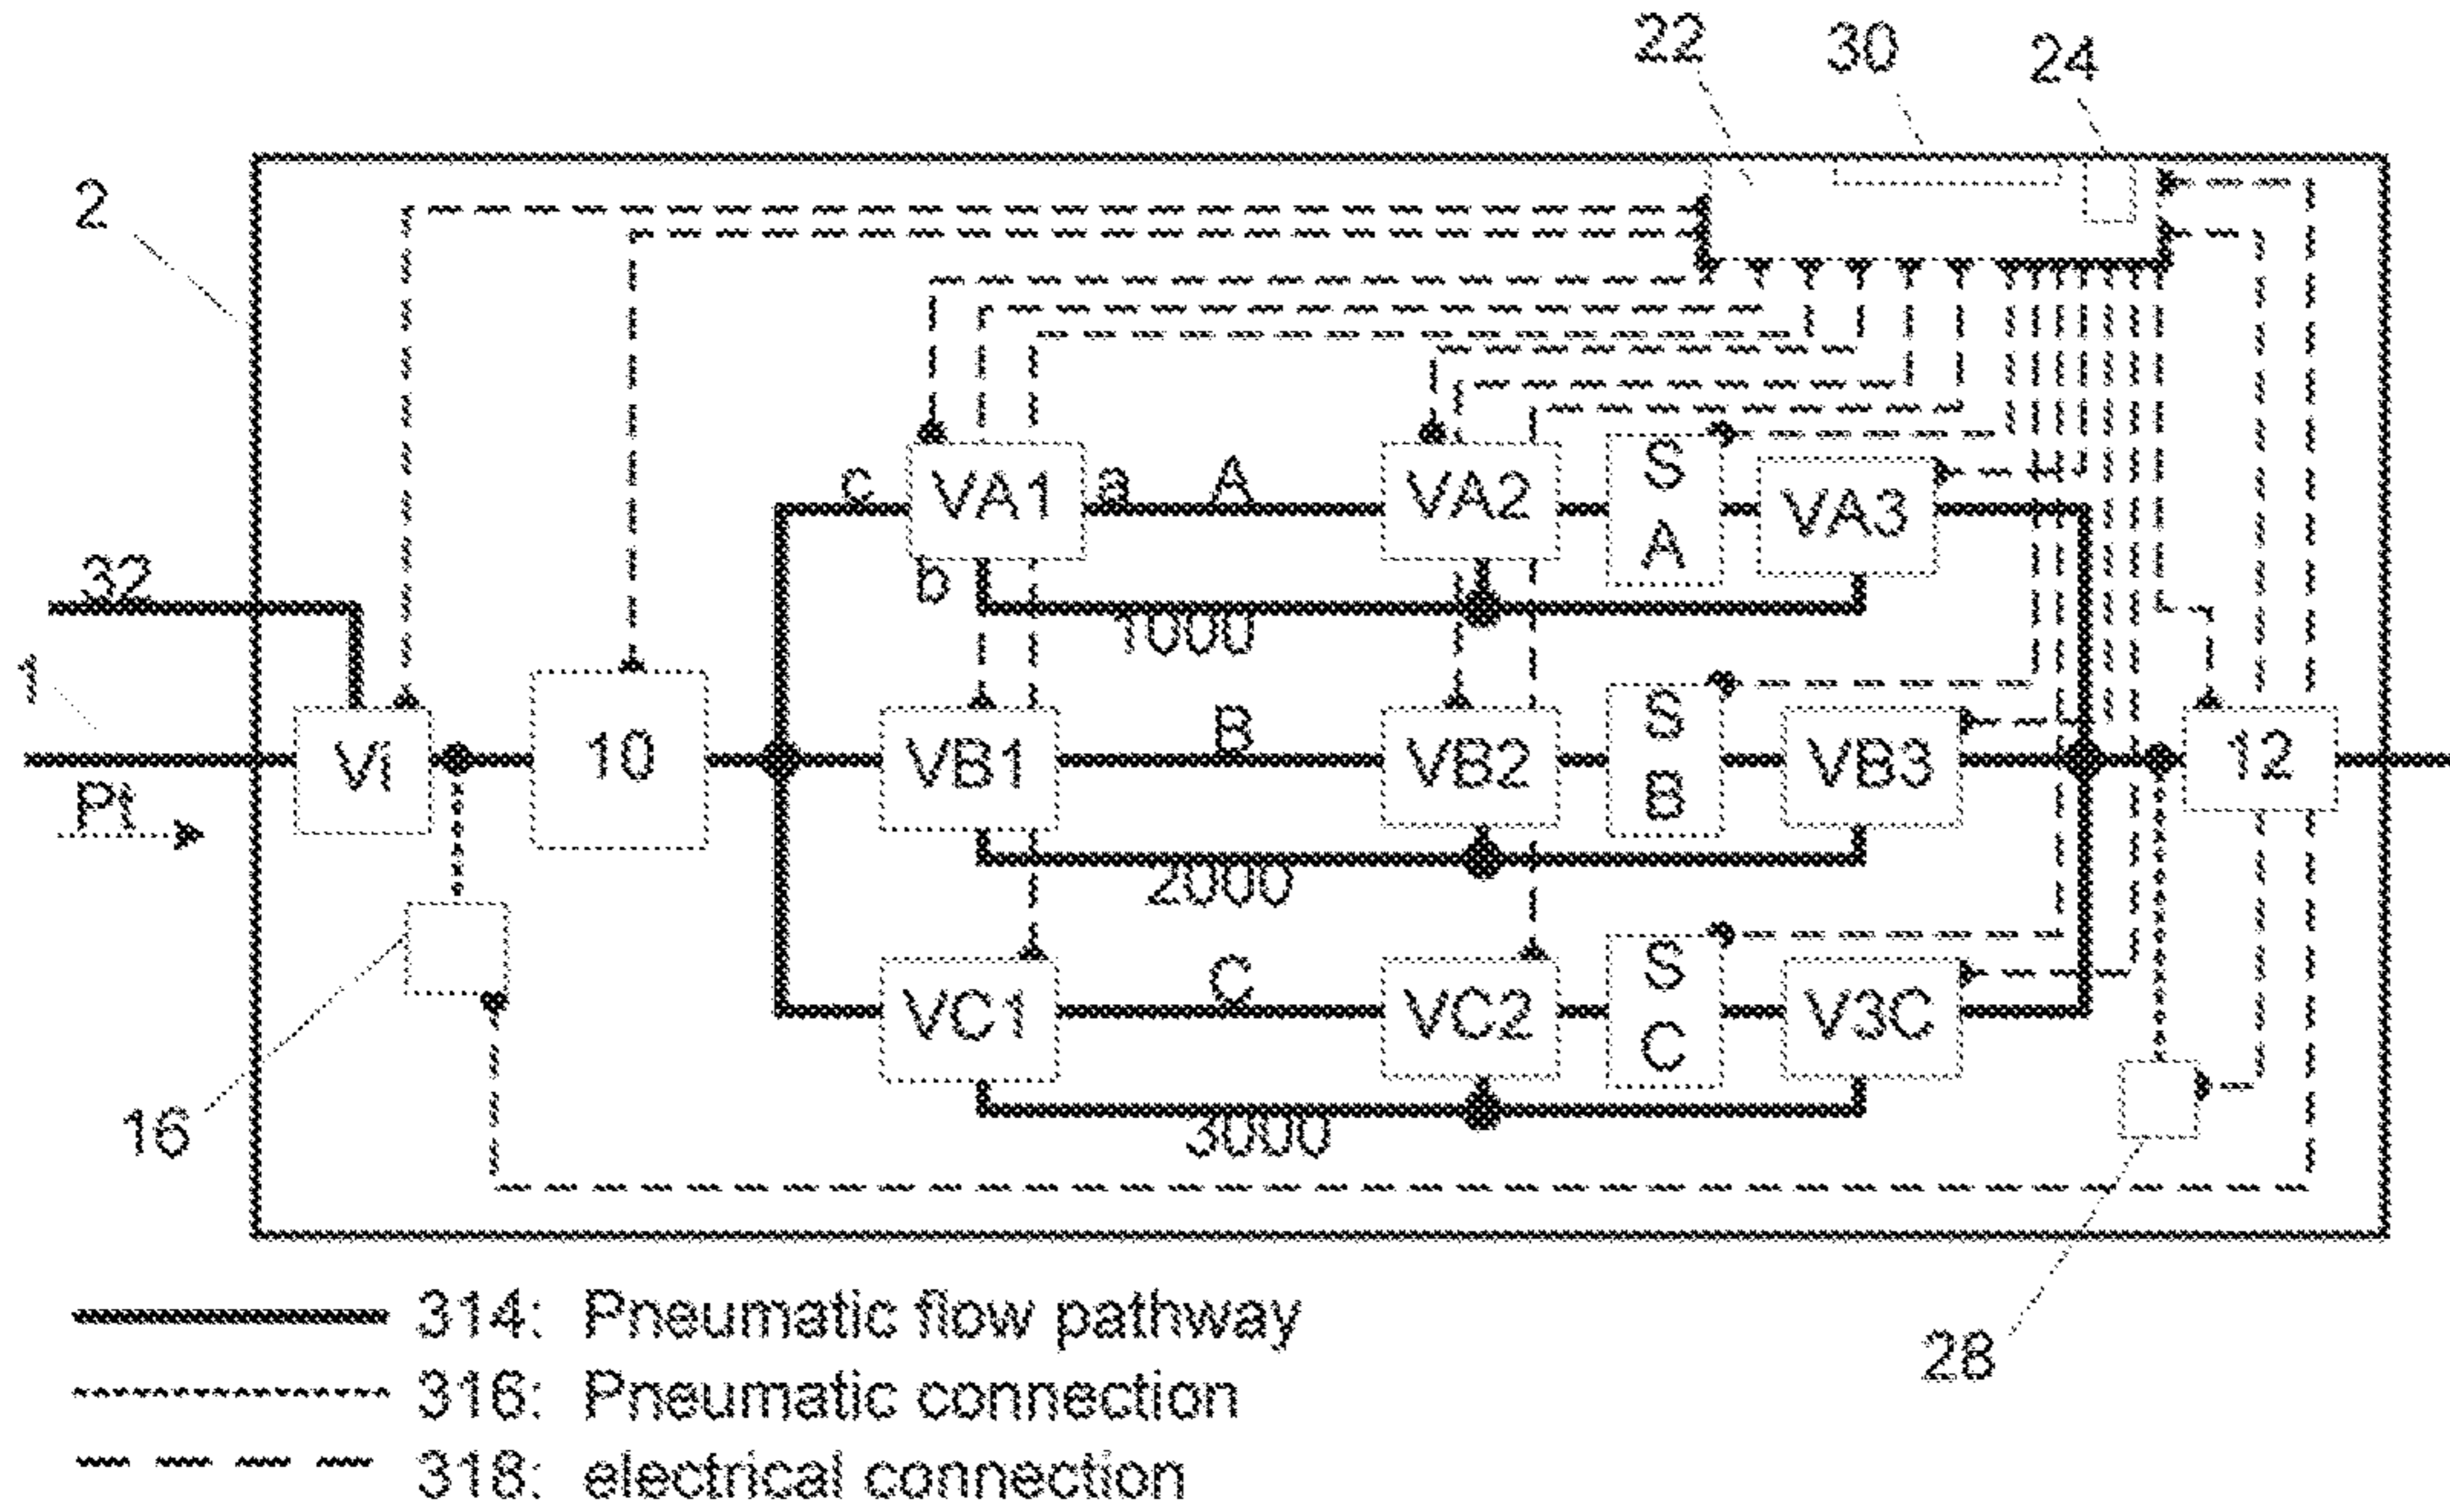 22 30 24
2
c VA1 a A VA2 S A VA3
b
32
1000
1
Vi 10 VB1 B VB2 S B VB3 12
Pt
2000
VC1 C VC2 S C V3C
16
3000
28
314: Pneumatic flow pathway
316: Pneumatic connection
318: electrical connection